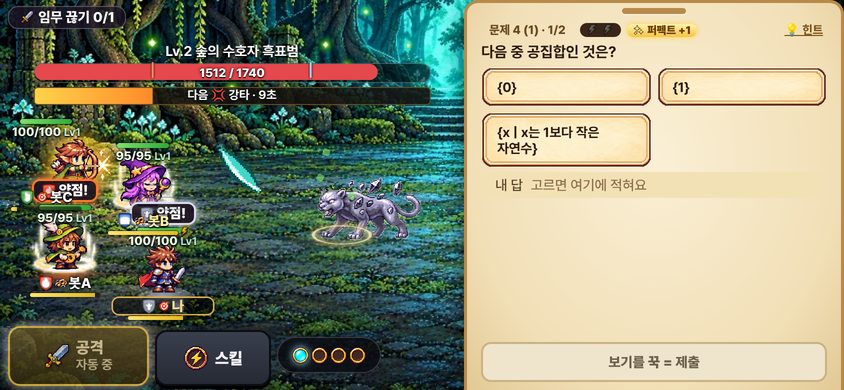 임무 끊기 0/1
Lv.2 숲의 수호자 흑표범
1512 / 1740
다음 💢 강타 · 9초
100/100 Lv1
95/95 Lv1
약점!
봇C
약점!
봇B
95/95 Lv1
100/100 Lv1
봇A
나
공격
자동 중
스킬
문제 4 (1) · 1/2
퍼펙트 +1
힌트
다음 중 공집합인 것은?
{0}
{1}
{x | x는 1보다 작은
자연수}
내 답 고르면 여기에 적혀요
보기를 꾹 = 제출